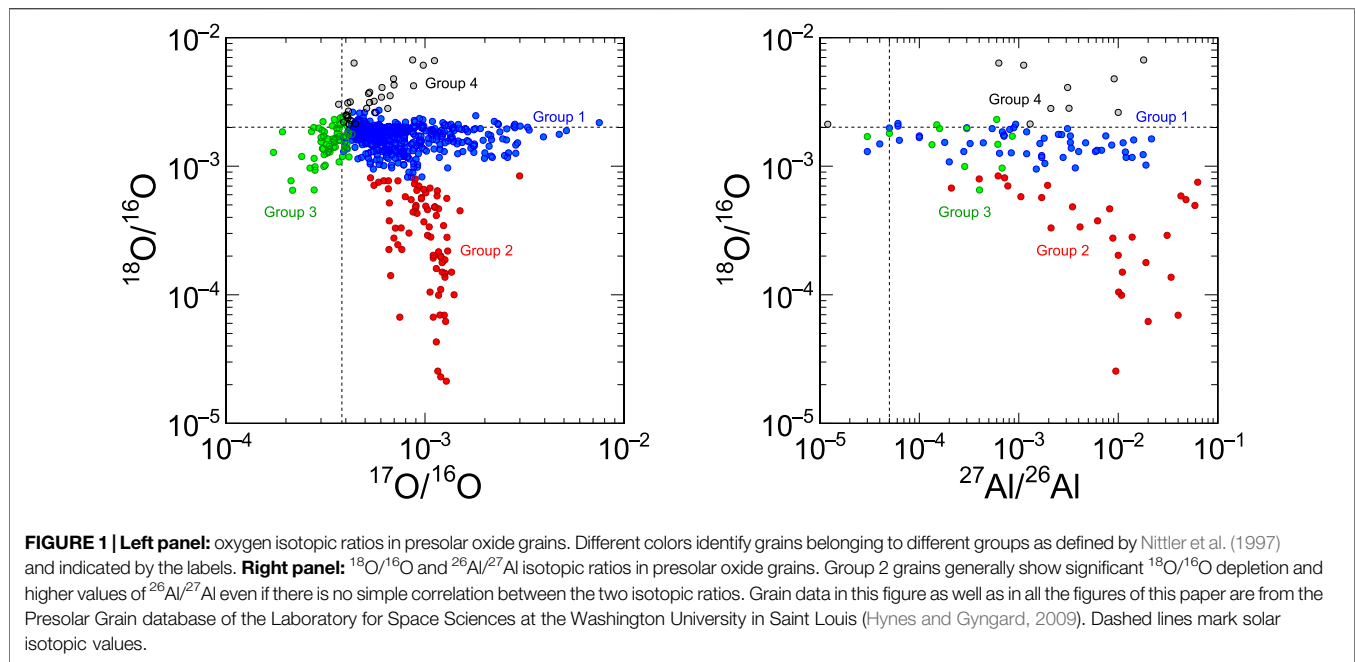 10⁻²
10⁻³
10⁻⁴
10⁻⁵
¹⁸O/¹⁶O
Group 4
Group 1
Group 3
Group 2
10⁻⁴
10⁻³
10⁻²
¹⁷O/¹⁶O
10⁻²
10⁻³
10⁻⁴
10⁻⁵
¹⁸O/¹⁶O
Group 4
Group 1
Group 3
Group 2
10⁻⁵
10⁻⁴
10⁻³
10⁻²
10⁻¹
²⁷Al/²⁶Al
FIGURE 1 | Left panel: oxygen isotopic ratios in presolar oxide grains. Different colors identify grains belonging to different groups as defined by Nittler et al. (1997)
and indicated by the labels. Right panel: ¹⁸O/¹⁶O and ²⁶Al/²⁷Al isotopic ratios in presolar oxide grains. Group 2 grains generally show significant ¹⁸O/¹⁶O depletion and
higher values of ²⁶Al/²⁷Al even if there is no simple correlation between the two isotopic ratios. Grain data in this figure as well as in all the figures of this paper are from the
Presolar Grain database of the Laboratory for Space Sciences at the Washington University in Saint Louis (Hynes and Gyngard, 2009). Dashed lines mark solar
isotopic values.